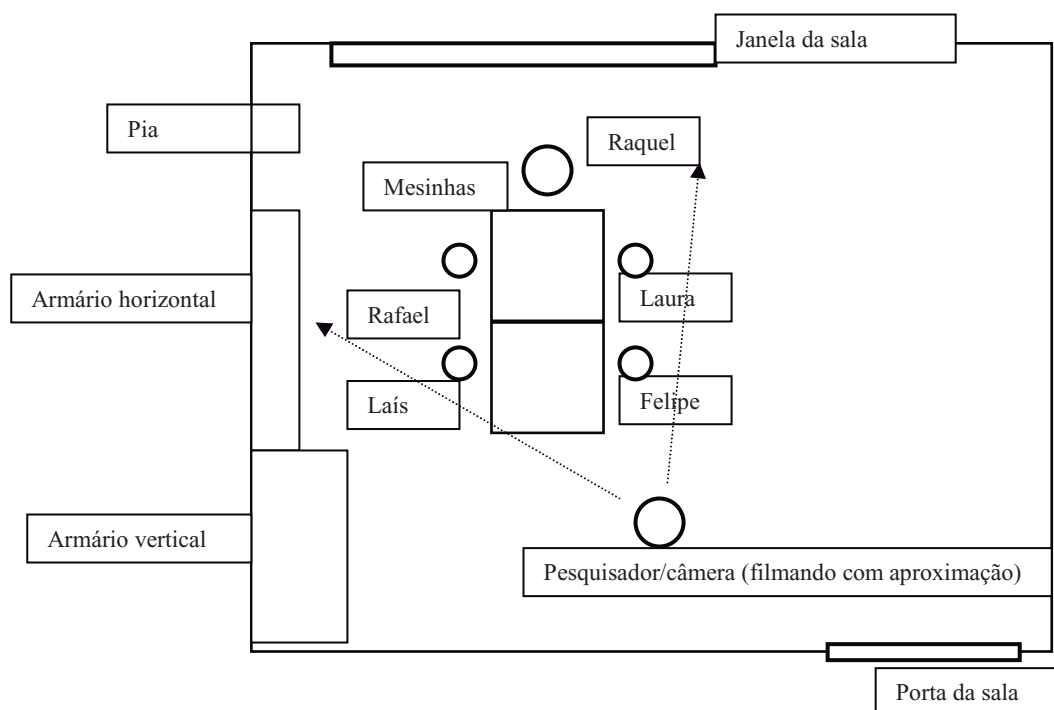 Janela da sala
Pia
Raquel
Mesinhas
Armário horizontal
Rafael
Laura
Laís
Felipe
Armário vertical
Pesquisador/câmera (filmando com aproximação)
Porta da sala